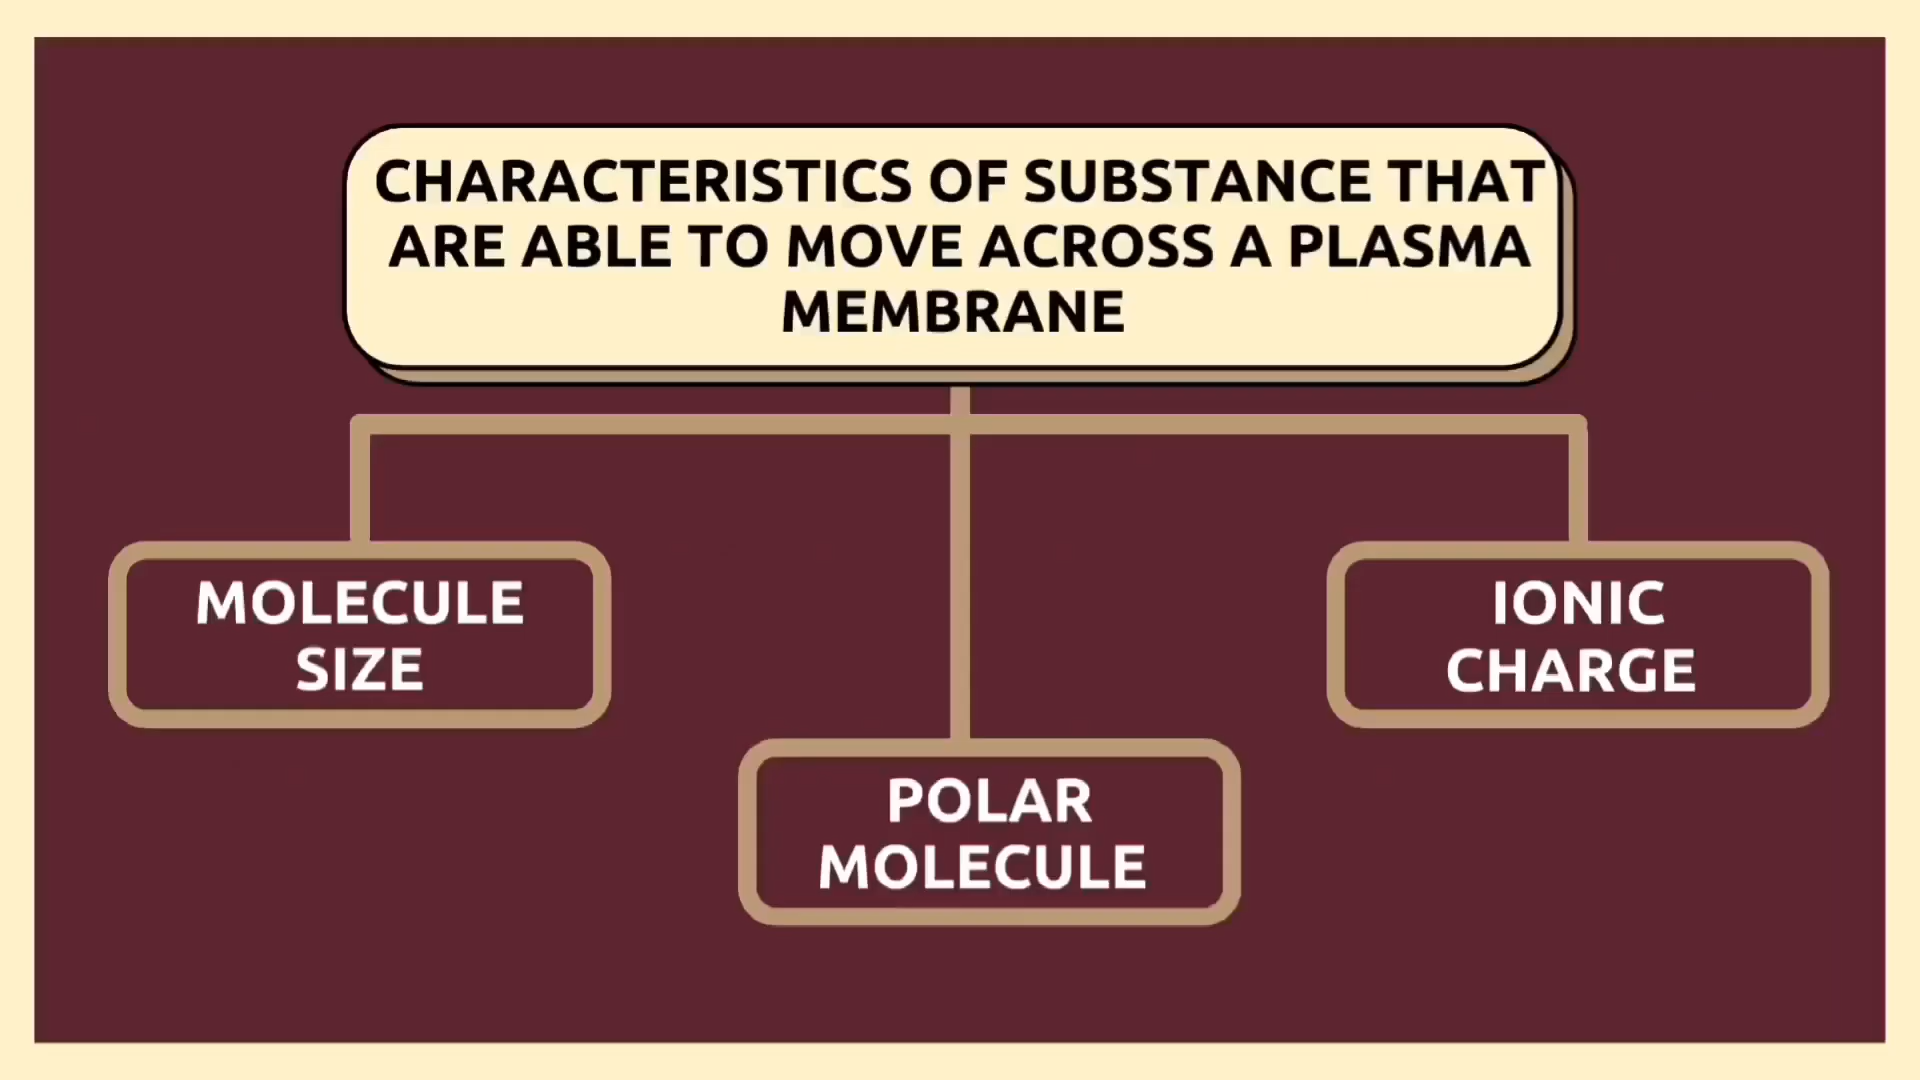 CHARACTERISTICS OF SUBSTANCE THAT
ARE ABLE TO MOVE ACROSS A PLASMA
MEMBRANE
MOLECULE
SIZE
IONIC
CHARGE
POLAR
MOLECULE